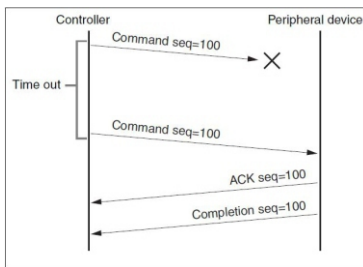 Controller
Peripheral device
Command seq=100
Time out
Command seq=100
ACK seq=100
Completion seq=100